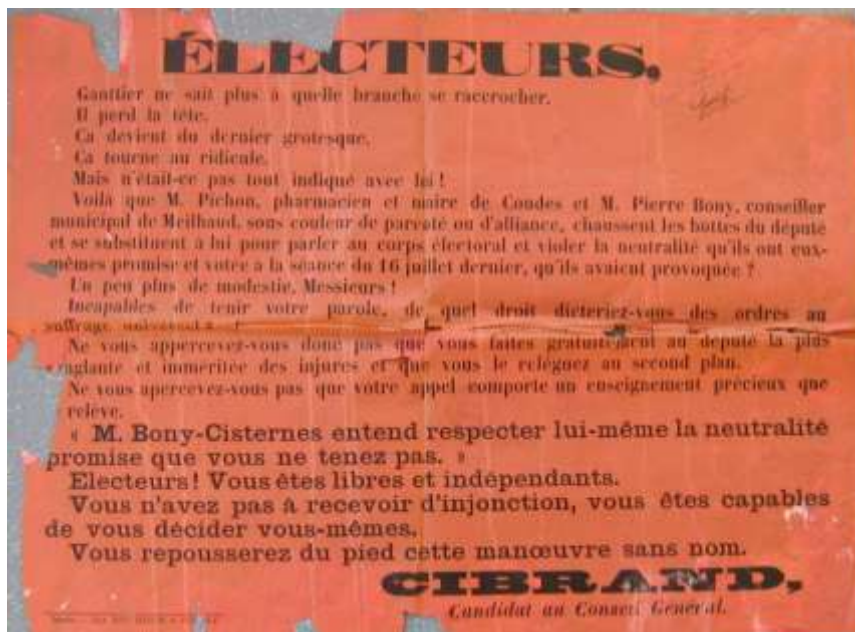 ÉLECTEURS,
Gauttier ne sait plus à quelle branche se raccrocher.
Il perd la tête.
Ca devient du dernier grotesque.
Ca tourne au ridicule.
Mais n'était-ce pas tout indiqué avec lui !
Voilà que M. Pichon, pharmacien et maire de Coudes et M. Pierre Bony, conseiller
municipal de Meilhaud, sous couleur de parenté ou d'alliance, chaussent les bottes du député
et se substituent à lui pour parler au corps électoral et violer la neutralité qu'ils ont eux-
mêmes promise et votée à la séance du 16 juillet dernier, qu'ils avaient provoquée ?
Un peu plus de modestie, Messieurs !
Incapables de tenir votre parole, de quel droit dicteriez-vous des ordres au
suffrage universel ?
Ne vous appercevez-vous donc pas que vous faites gratuitement au député la plus
sanglante et imméritée des injures et que vous le reléguez au second plan.
Ne vous apercevez-vous pas que votre appel comporte un enseignement précieux que
relève.
« M. Bony-Cisternes entend respecter lui-même la neutralité
promise que vous ne tenez pas. »
Electeurs ! Vous êtes libres et indépendants.
Vous n'avez pas à recevoir d'injonction, vous êtes capables
de vous décider vous-mêmes.
Vous repousserez du pied cette manœuvre sans nom.
CIBRAND,
Candidat au Conseil Général.